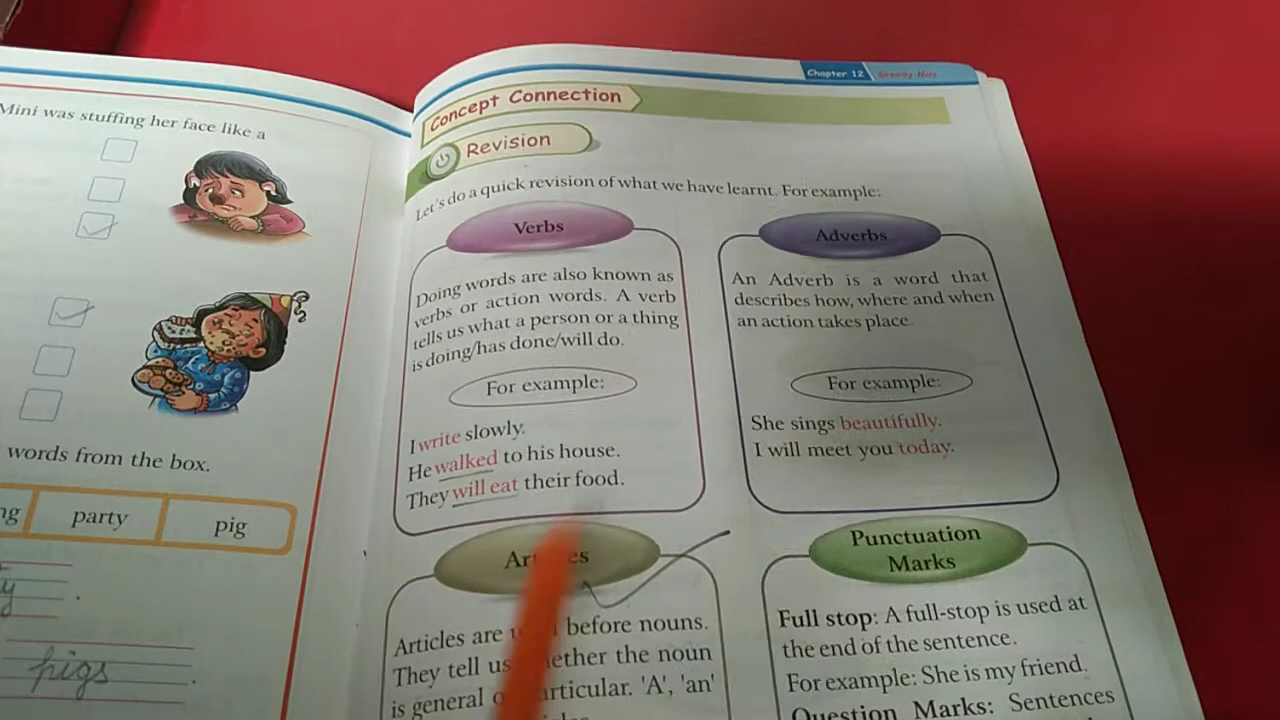 Mini was stuffing her face like a
words from the box.
party
pig
pigs
Chapter 12
Greedy Mini
Concept Connection
Revision
Let's do a quick revision of what we have learnt. For example:
Verbs
Doing words are also known as
verbs or action words. A verb
tells us what a person or a thing
is doing/has done/will do.
For example:
I write slowly.
He walked to his house.
They will eat their food.
Adverbs
An Adverb is a word that
describes how, where and when
an action takes place.
For example:
She sings beautifully.
I will meet you today.
Articles
Articles are before nouns.
They tell us whether the noun
is general or particular. 'A', 'an'
Punctuation
Marks
Full stop: A full-stop is used at
the end of the sentence.
For example: She is my friend.
Question Marks: Sentences